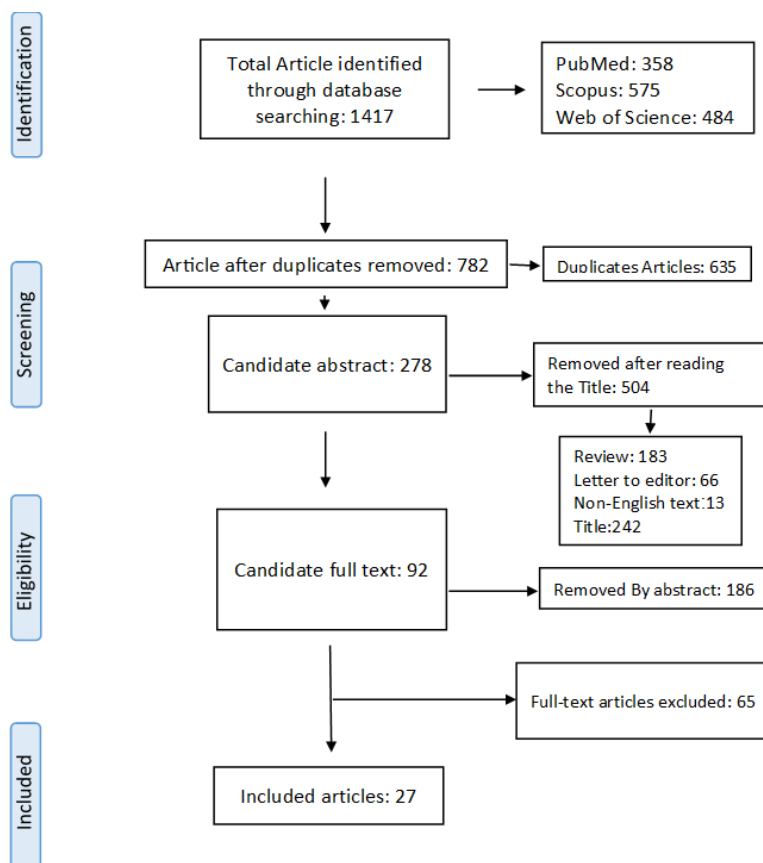 Identification
Total Article identified
through database
searching: 1417
PubMed: 358
Scopus: 575
Web of Science: 484
Screening
Article after duplicates removed: 782
Duplicates Articles: 635
Candidate abstract: 278
Removed after reading
the Title: 504
Review: 183
Letter to editor: 66
Non-English text:13
Title:242
Eligibility
Candidate full text: 92
Removed By abstract: 186
Full-text articles excluded: 65
Included
Included articles: 27